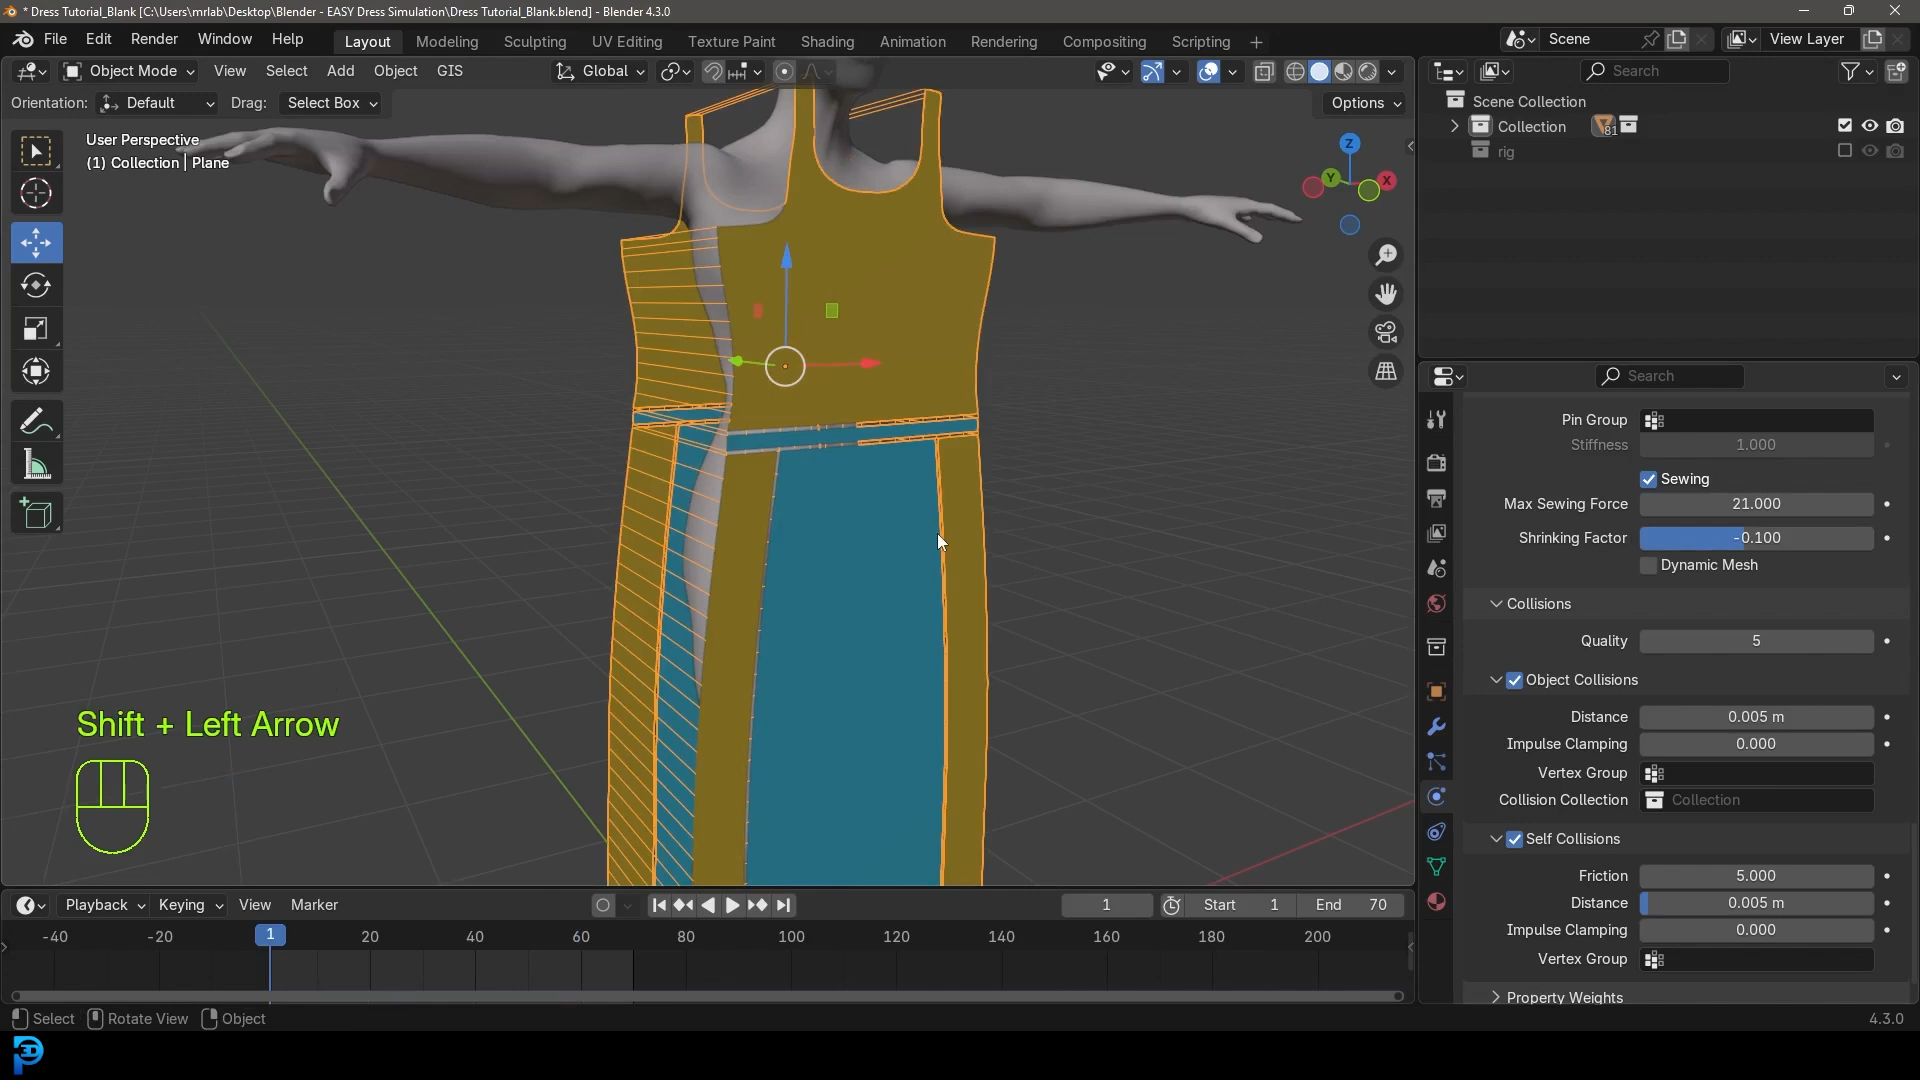 * Dress Tutorial_Blank [C:\Users\mrlab\Desktop\Blender - EASY Dress Simulation\Dress Tutorial_Blank.blend] - Blender 4.3.0
File Edit Render Window Help Layout Modeling Sculpting UV Editing Texture Paint Shading Animation Rendering Compositing Scripting + Scene View Layer
Object Mode View Select Add Object GIS Global Search
Orientation: Default Drag: Select Box Options
Scene Collection
Collection 81
rig
User Perspective
(1) Collection | Plane
Z
Y
X
Search
Pin Group
Stiffness 1.000
Sewing
Max Sewing Force 21.000
Shrinking Factor -0.100
Dynamic Mesh
Collisions
Quality 5
Object Collisions
Distance 0.005 m
Impulse Clamping 0.000
Vertex Group
Collision Collection Collection
Self Collisions
Friction 5.000
Distance 0.005 m
Impulse Clamping 0.000
Vertex Group
Property Weights
Shift + Left Arrow
Playback Keying View Marker 1 Start 1 End 70
-40 -20 1 20 40 60 80 100 120 140 160 180 200
Select Rotate View Object 4.3.0